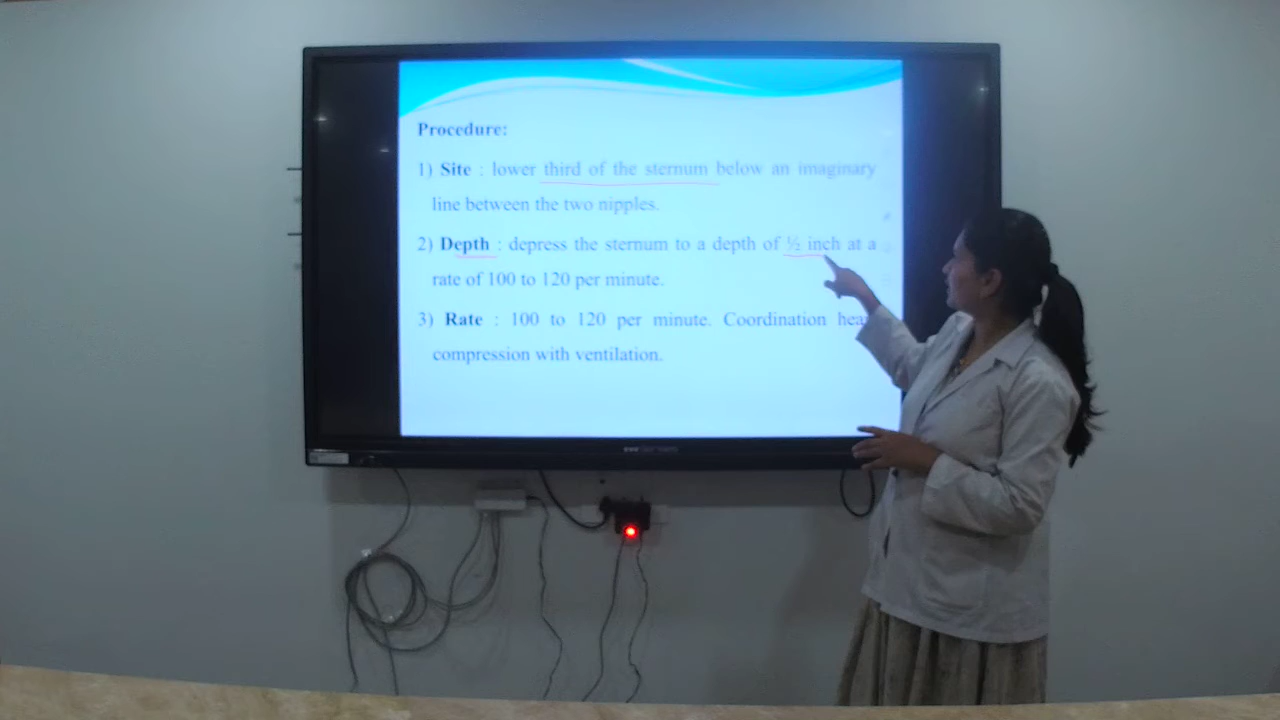 Procedure:
1) Site : lower third of the sternum below an imaginary
line between the two nipples.
2) Depth : depress the sternum to a depth of ½ inch at a
rate of 100 to 120 per minute.
3) Rate : 100 to 120 per minute. Coordination hea
compression with ventilation.